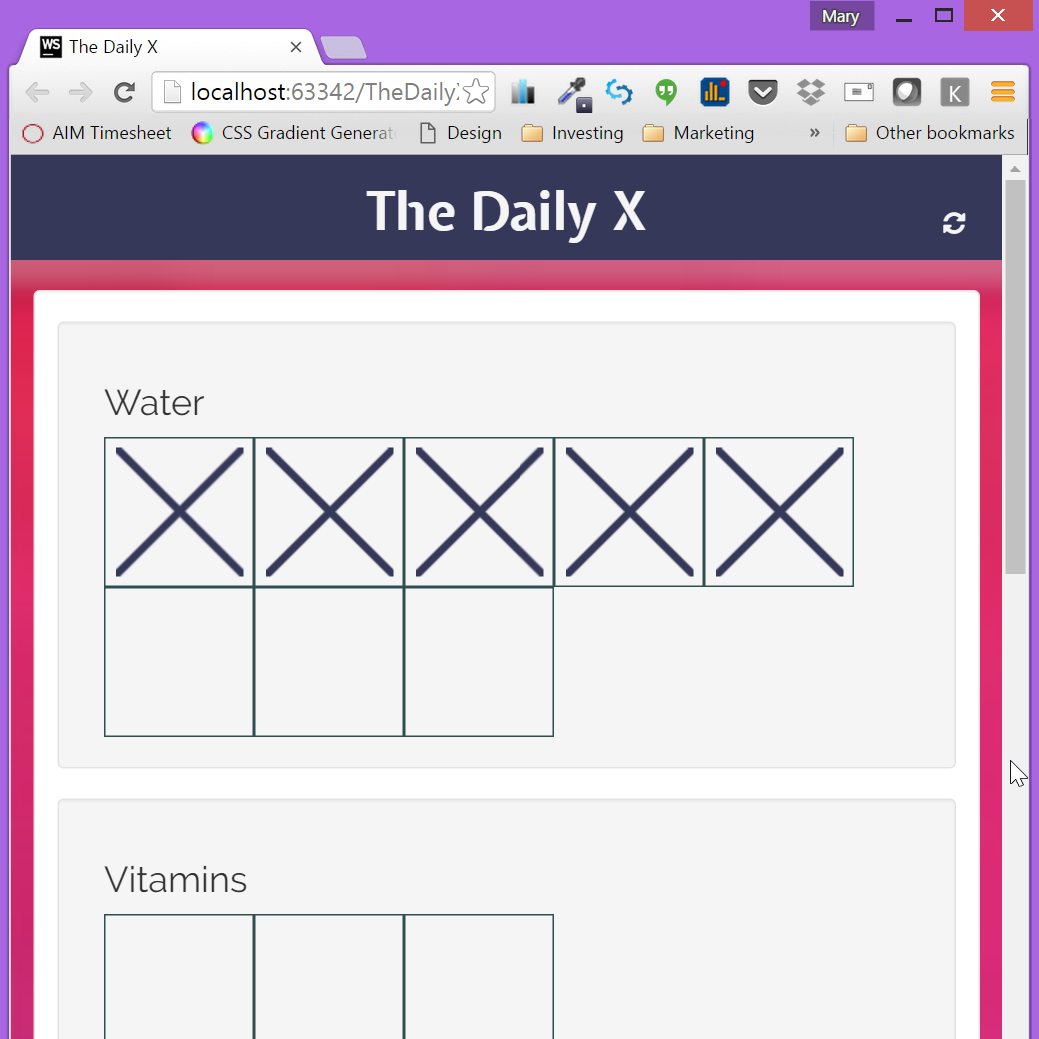 Mary
WS The Daily X
localhost:63342/TheDailyX
K
AIM Timesheet CSS Gradient Generat Design Investing Marketing » Other bookmarks
The Daily X
Water
Vitamins